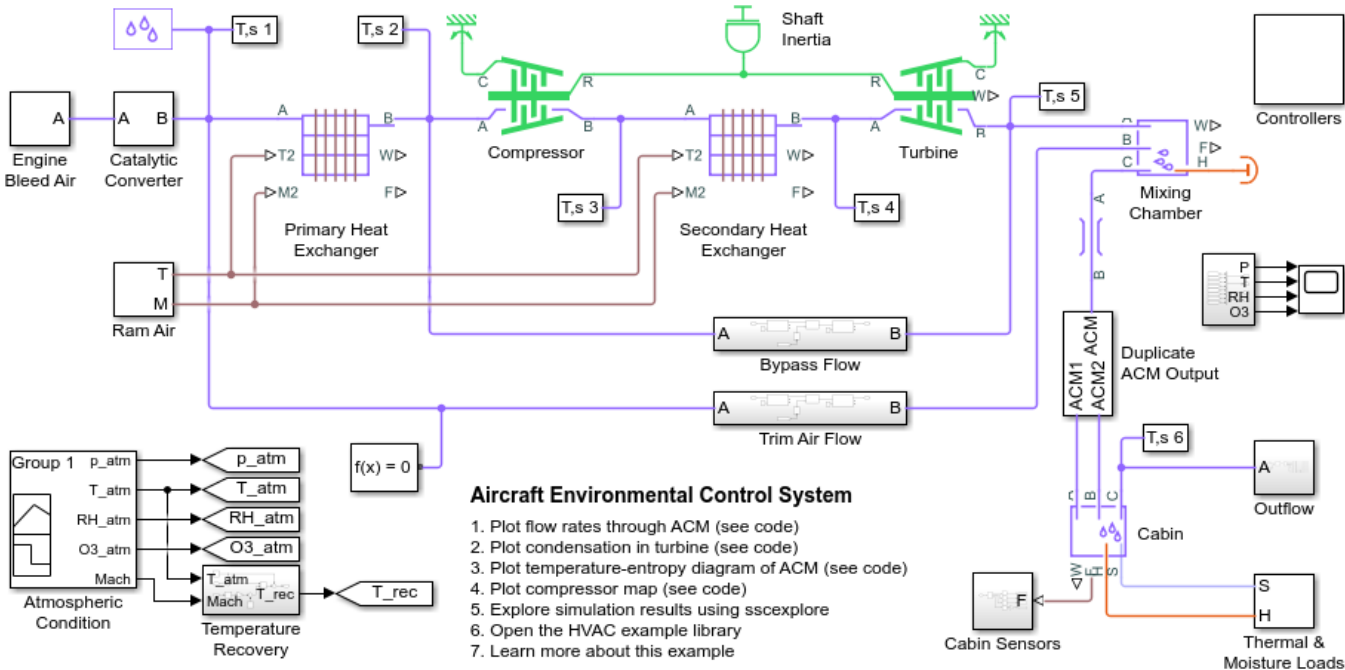 T,s 1
T,s 2
Shaft
Inertia
C
R
R
C
W
T,s 5
A
Engine
Bleed Air
A
B
Catalytic
Converter
A
B
T2
W
M2
F
Primary Heat
Exchanger
A
B
Compressor
T,s 3
A
B
T2
W
M2
F
Secondary Heat
Exchanger
T,s 4
A
B
Turbine
A
B
C
W
F
H
Mixing
Chamber
Controllers
T
M
Ram Air
A
B
P
T
RH
O3
A
B
Bypass Flow
A
B
Trim Air Flow
ACM
ACM1
ACM2
Duplicate
ACM Output
f(x) = 0
T,s 6
A
Outflow
A
B
C
Cabin
W
F
H
S
F
Cabin Sensors
S
H
Thermal &
Moisture Loads
Group 1
p_atm
T_atm
RH_atm
O3_atm
Mach
Atmospheric
Condition
p_atm
T_atm
RH_atm
O3_atm
T_atm
Mach
T_rec
Temperature
Recovery
T_rec
Aircraft Environmental Control System
1. Plot flow rates through ACM (see code)
2. Plot condensation in turbine (see code)
3. Plot temperature-entropy diagram of ACM (see code)
4. Plot compressor map (see code)
5. Explore simulation results using sscexplore
6. Open the HVAC example library
7. Learn more about this example